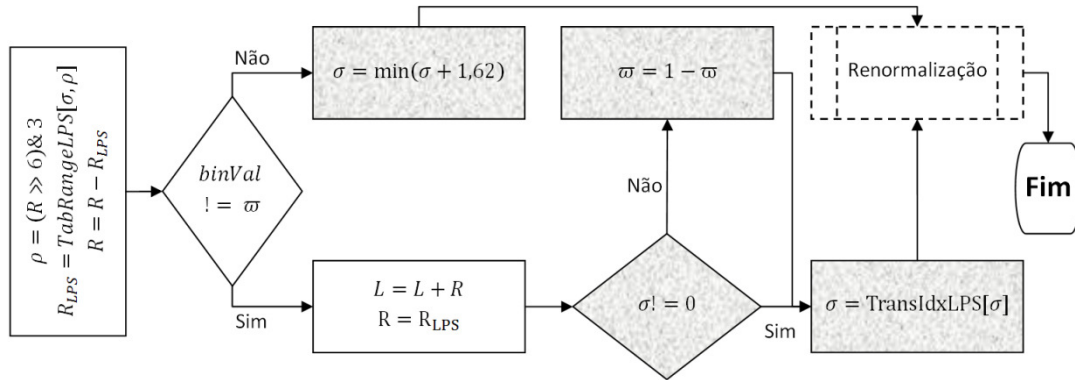 ρ = (R ≫ 6)& 3
R_LPS = TabRangeLPS[σ, ρ]
R = R − R_LPS
binVal
! = ϖ
Não
σ = min(σ + 1,62)
Sim
L = L + R
R = R_LPS
σ! = 0
Não
ϖ = 1 − ϖ
Sim
σ = TransIdxLPS[σ]
Renormalização
Fim